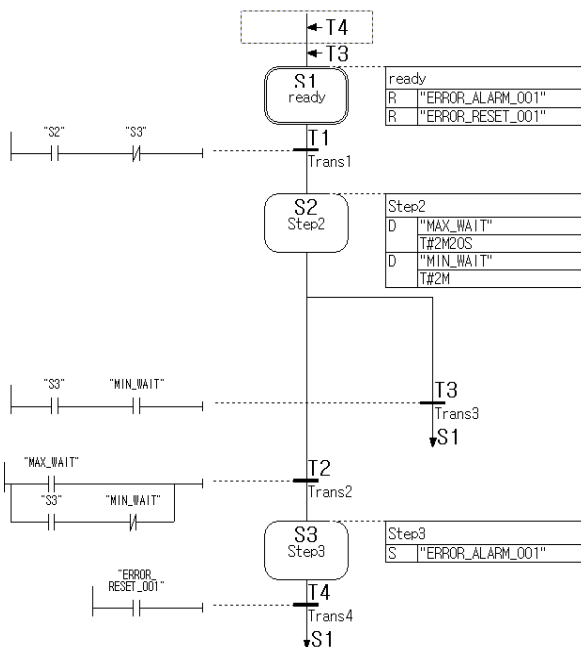 T4
T3
S1
ready
ready
R "ERROR_ALARM_001"
R "ERROR_RESET_001"
"S2" "S3"
T1
Trans1
S2
Step2
Step2
D "MAX_WAIT"
T#2M20S
D "MIN_WAIT"
T#2M
"S3" "MIN_WAIT"
T3
Trans3
S1
"MAX_WAIT"
"S3" "MIN_WAIT"
T2
Trans2
S3
Step3
Step3
S "ERROR_ALARM_001"
"ERROR_
RESET_001"
T4
Trans4
S1